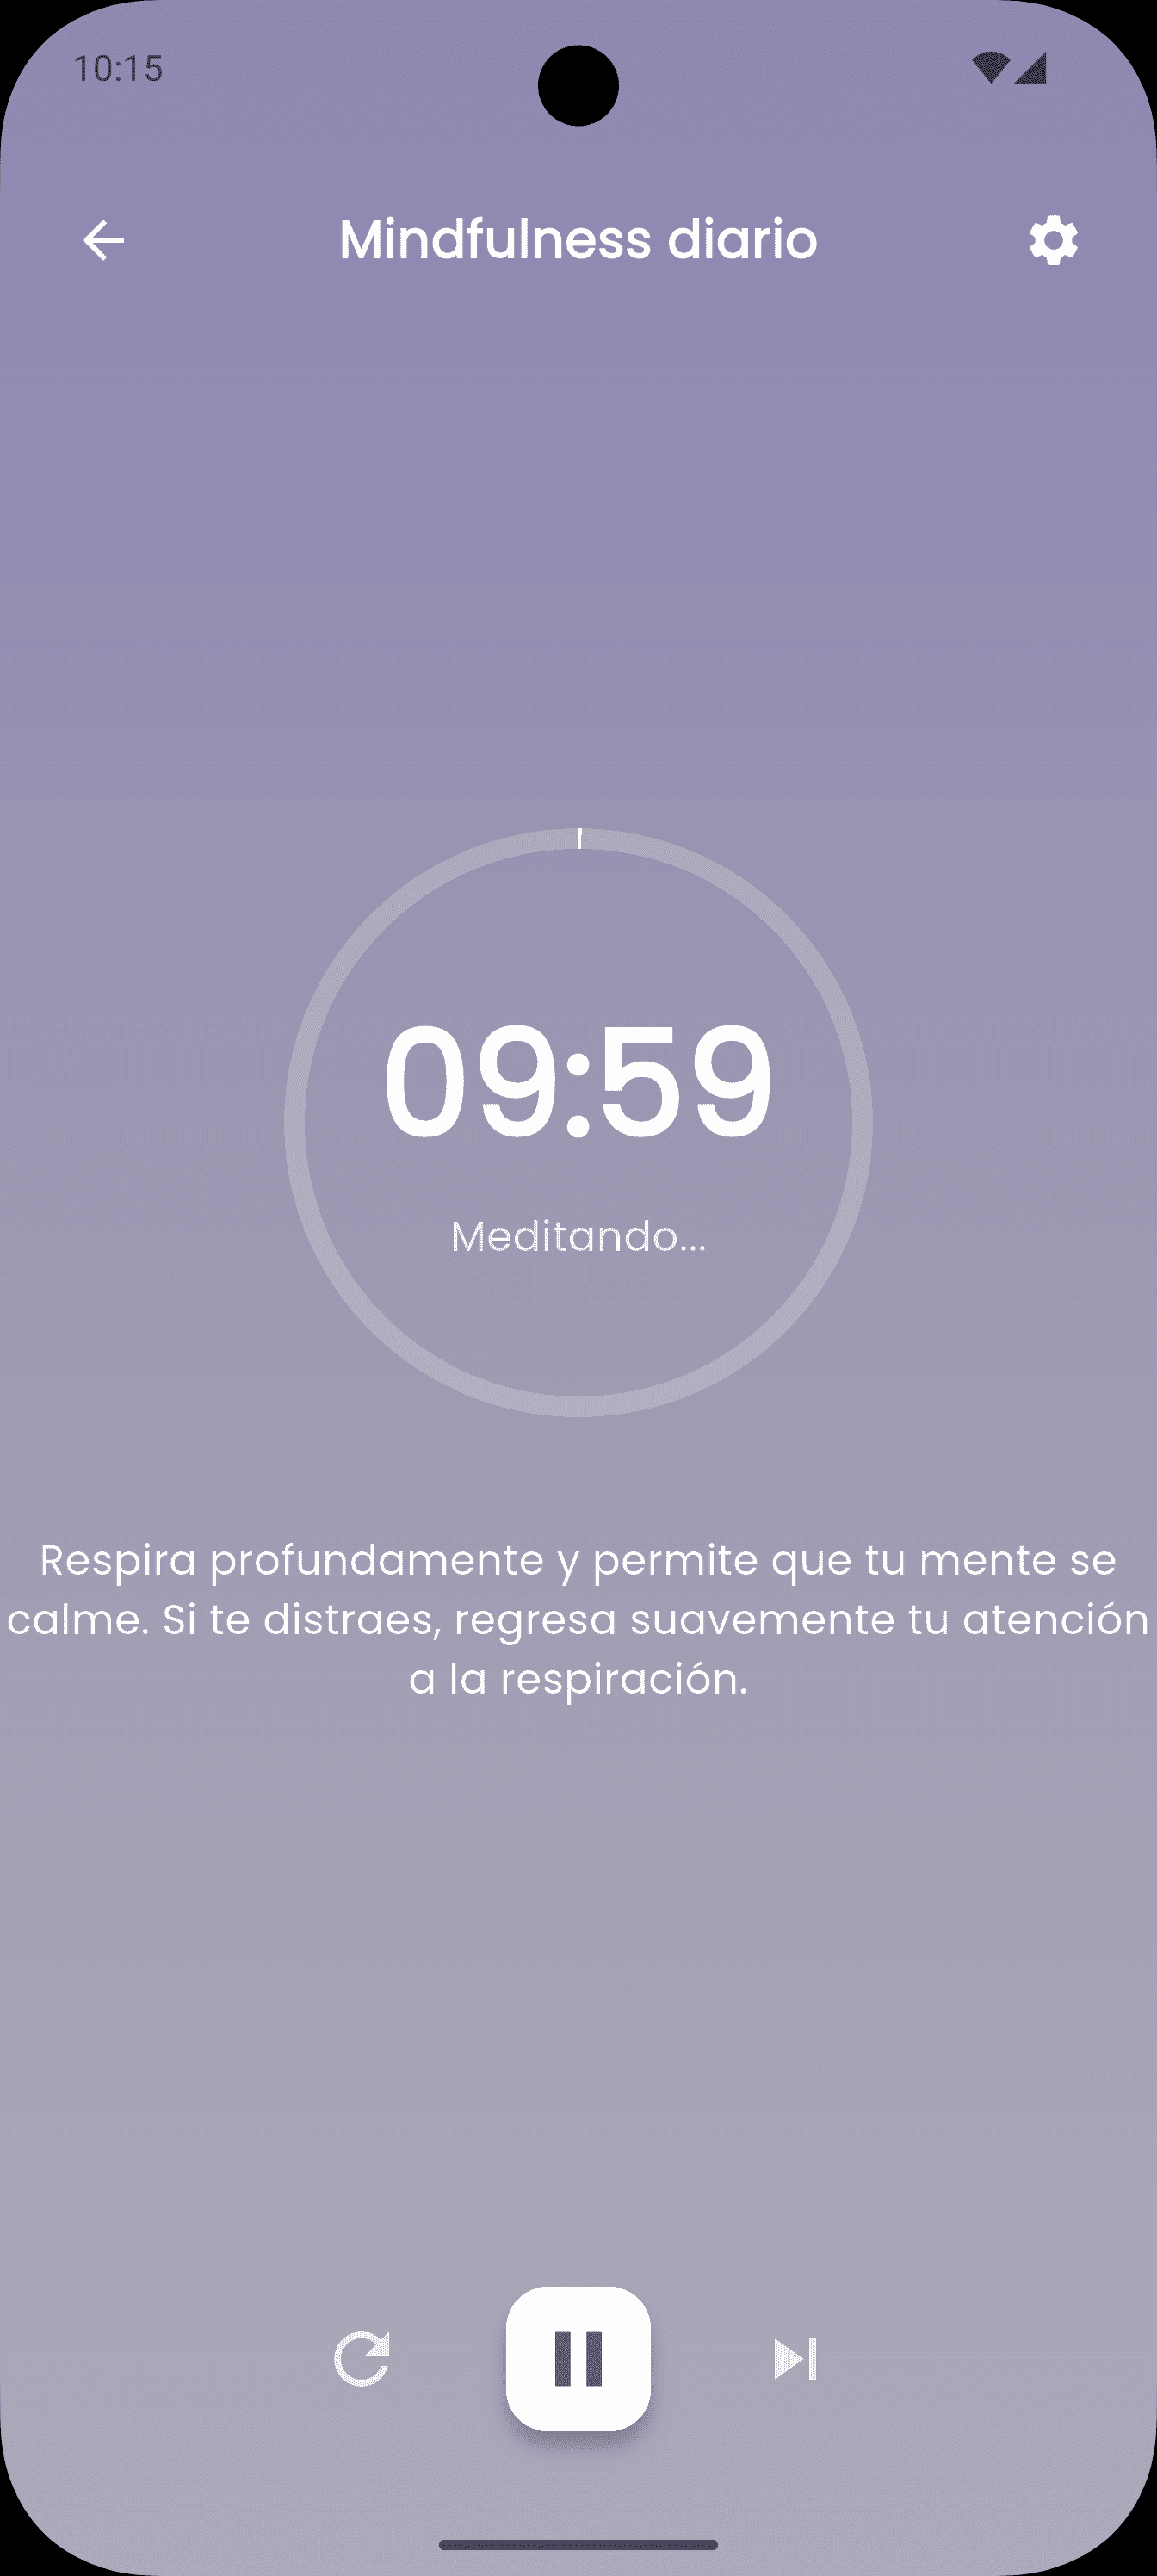 10:15
Mindfulness diario
09:59
Meditando...
Respira profundamente y permite que tu mente se
calme. Si te distraes, regresa suavemente tu atención
a la respiración.